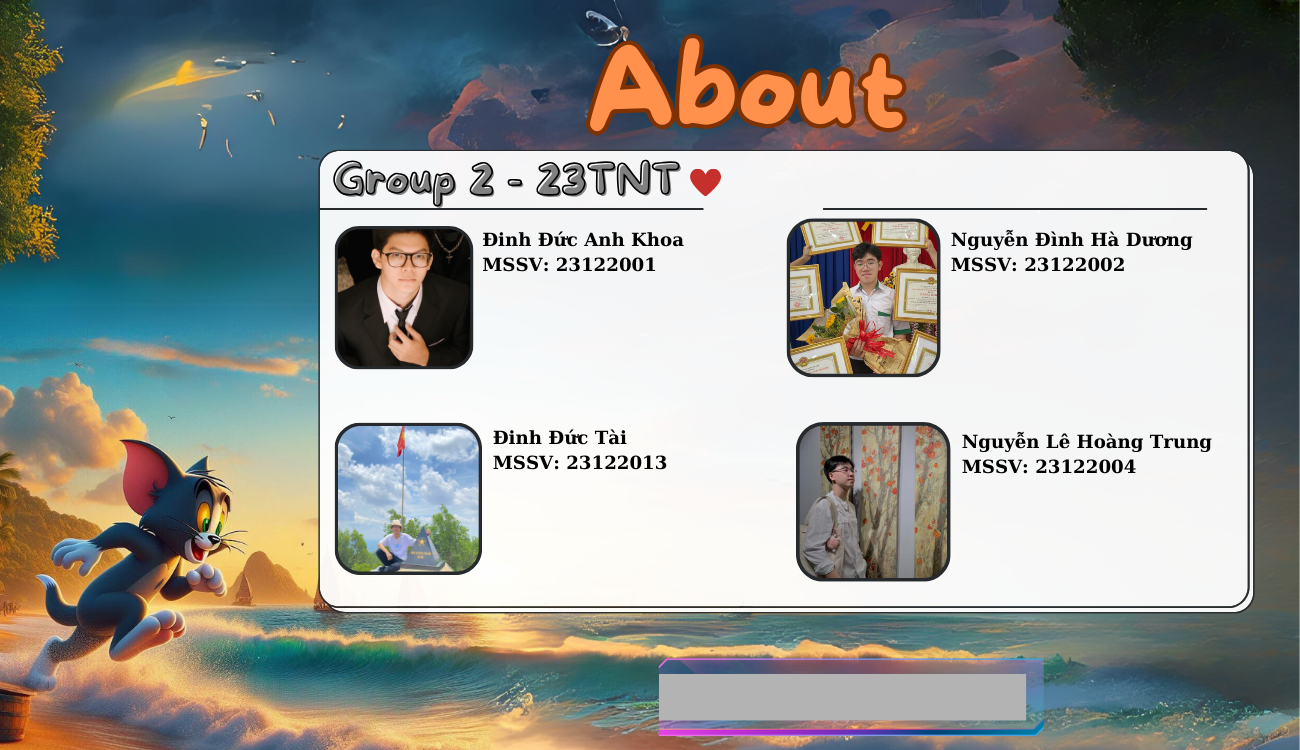 About
Group 2 - 23TNT
Đinh Đức Anh Khoa
MSSV: 23122001
Nguyễn Đình Hà Dương
MSSV: 23122002
Đinh Đức Tài
MSSV: 23122013
Nguyễn Lê Hoàng Trung
MSSV: 23122004